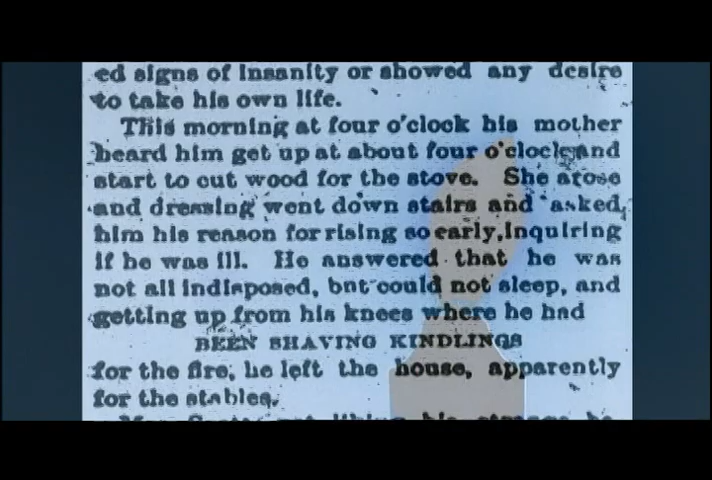 ed signs of insanity or showed any desire
to take his own life.
This morning at four o'clock his mother
heard him get up at about four o'clock and
start to cut wood for the stove. She arose
and dressing went down stairs and asked
him his reason for rising so early, inquiring
if he was ill. He answered that he was
not all indisposed, but could not sleep, and
getting up from his knees where he had
BEEN SHAVING KINDLINGS
for the fire, he left the house, apparently
for the stables.